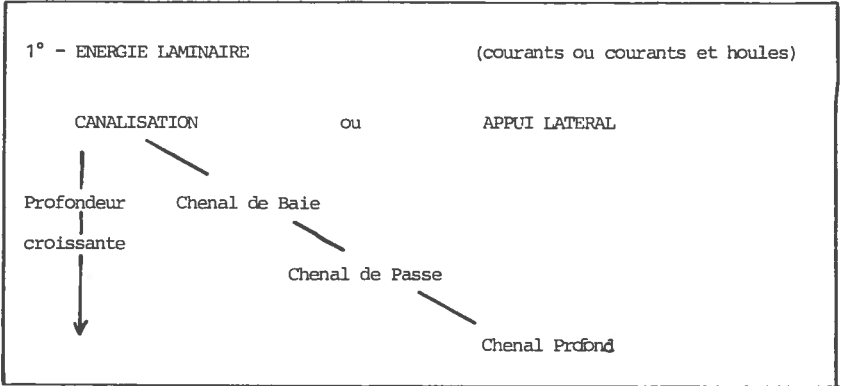 1° - ENERGIE LAMINAIRE (courants ou courants et houles)
CANALISATION ou APPUI LATERAL
Profondeur Chenal de Baie
croissante
Chenal de Passe
Chenal Profond